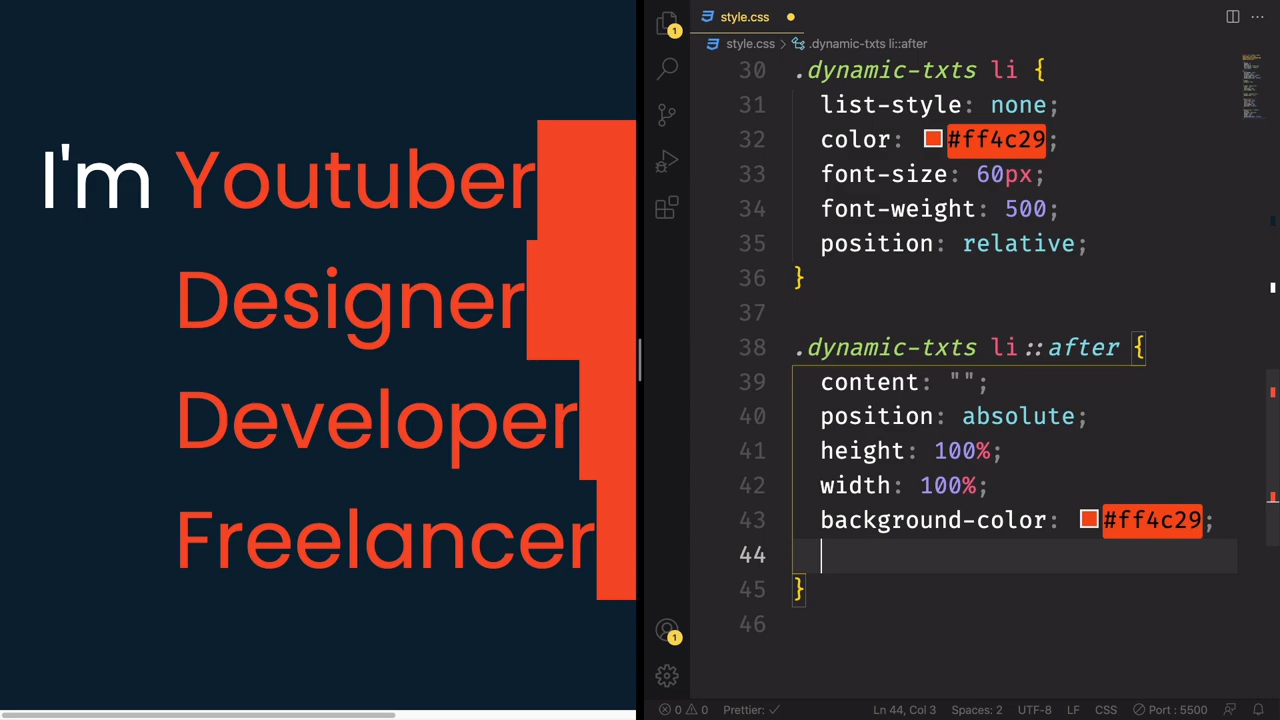 I'm Youtuber
Designer
Developer
Freelancer
1
1
style.css
style.css > .dynamic-txts li::after
30 .dynamic-txts li {
31 list-style: none;
32 color: #ff4c29;
33 font-size: 60px;
34 font-weight: 500;
35 position: relative;
36 }
37
38 .dynamic-txts li::after {
39 content: "";
40 position: absolute;
41 height: 100%;
42 width: 100%;
43 background-color: #ff4c29;
44
45 }
46
0 0 Prettier: ✓ Ln 44, Col 3 Spaces: 2 UTF-8 LF CSS Port : 5500